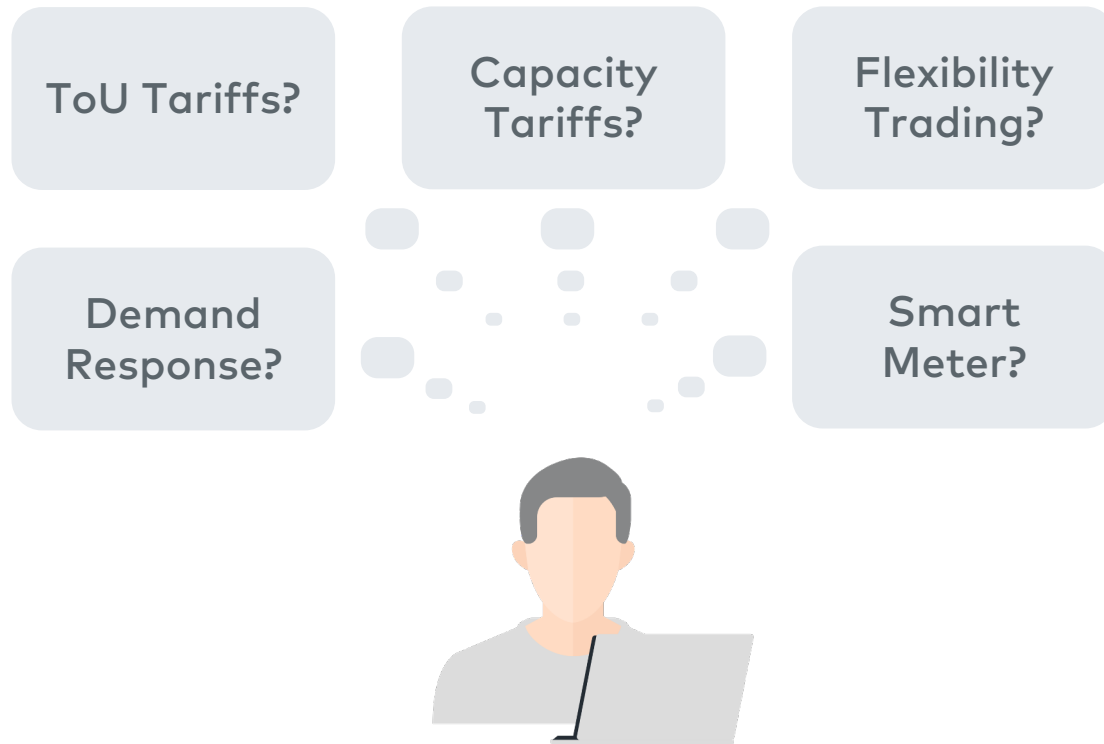 ToU Tariffs?
Capacity
Tariffs?
Flexibility
Trading?
Demand
Response?
Smart
Meter?